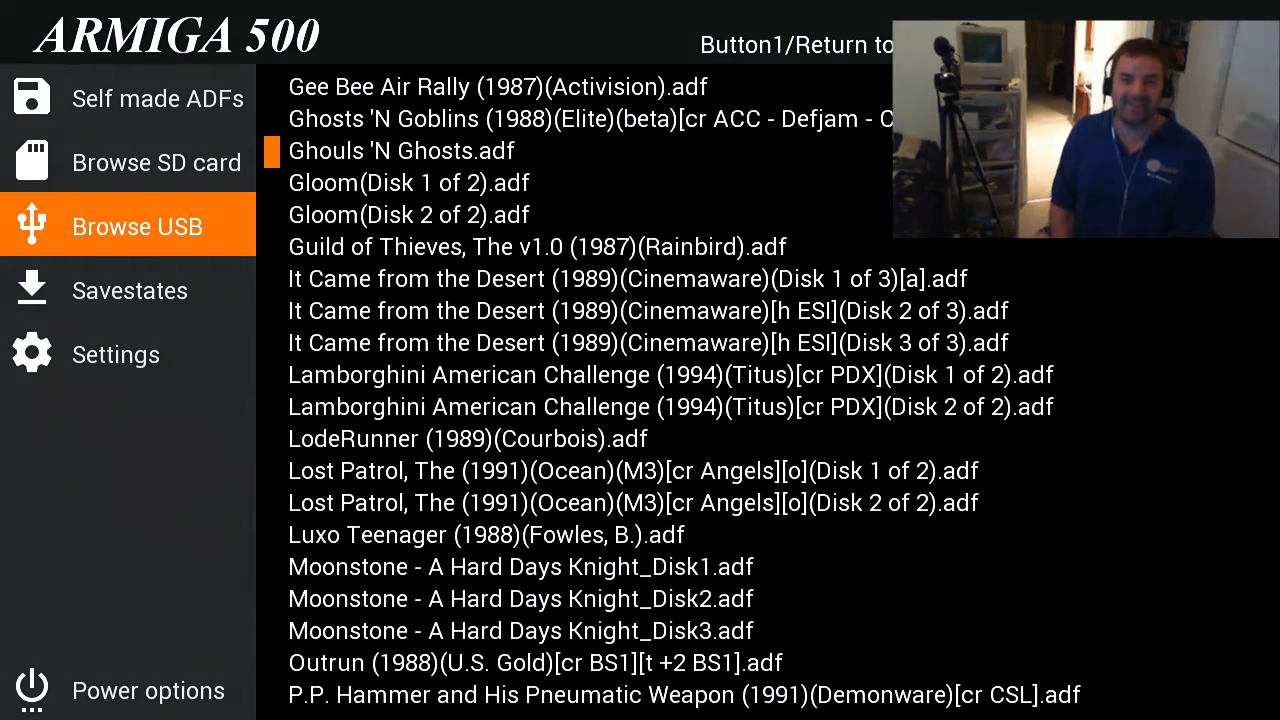 ARMIGA 500
Button1/Return to
Self made ADFs
Browse SD card
Browse USB
Savestates
Settings
Power options
Gee Bee Air Rally (1987)(Activision).adf
Ghosts 'N Goblins (1988)(Elite)(beta)[cr ACC - Defjam - C
Ghouls 'N Ghosts.adf
Gloom(Disk 1 of 2).adf
Gloom(Disk 2 of 2).adf
Guild of Thieves, The v1.0 (1987)(Rainbird).adf
It Came from the Desert (1989)(Cinemaware)(Disk 1 of 3)[a].adf
It Came from the Desert (1989)(Cinemaware)[h ESI](Disk 2 of 3).adf
It Came from the Desert (1989)(Cinemaware)[h ESI](Disk 3 of 3).adf
Lamborghini American Challenge (1994)(Titus)[cr PDX](Disk 1 of 2).adf
Lamborghini American Challenge (1994)(Titus)[cr PDX](Disk 2 of 2).adf
LodeRunner (1989)(Courbois).adf
Lost Patrol, The (1991)(Ocean)(M3)[cr Angels][o](Disk 1 of 2).adf
Lost Patrol, The (1991)(Ocean)(M3)[cr Angels][o](Disk 2 of 2).adf
Luxo Teenager (1988)(Fowles, B.).adf
Moonstone - A Hard Days Knight_Disk1.adf
Moonstone - A Hard Days Knight_Disk2.adf
Moonstone - A Hard Days Knight_Disk3.adf
Outrun (1988)(U.S. Gold)[cr BS1][t +2 BS1].adf
P.P. Hammer and His Pneumatic Weapon (1991)(Demonware)[cr CSL].adf